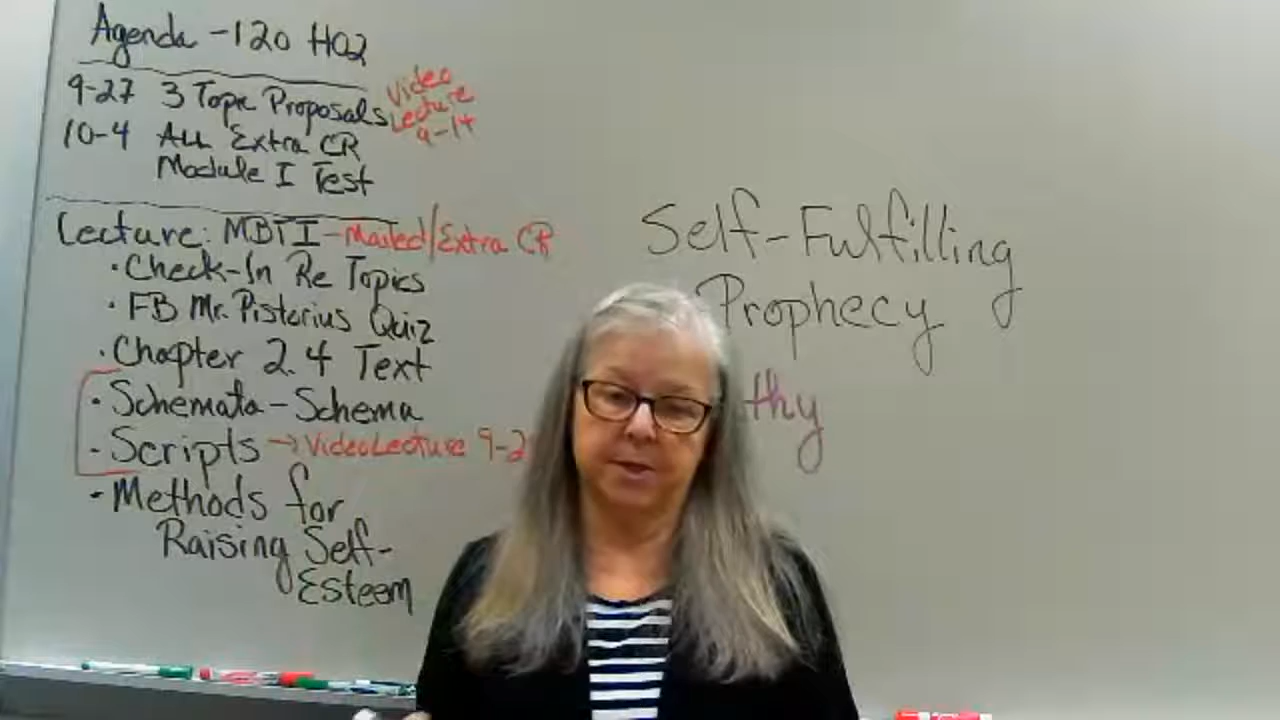 Agenda - 120 HO2
9-27 3 Topic Proposals
Video
Lecture
9-14
10-4 ALL Extra CR
Module I Test
Lecture: MBTI - Mailed/Extra CR
• Check-In Re Topics
• FB Mr. Pistorius Quiz
• Chapter 2.4 Text
• Schemata - Schema
• Scripts → Video Lecture 9-2
• Methods for
Raising Self-
Esteem
Self-Fulfilling
Prophecy
thy